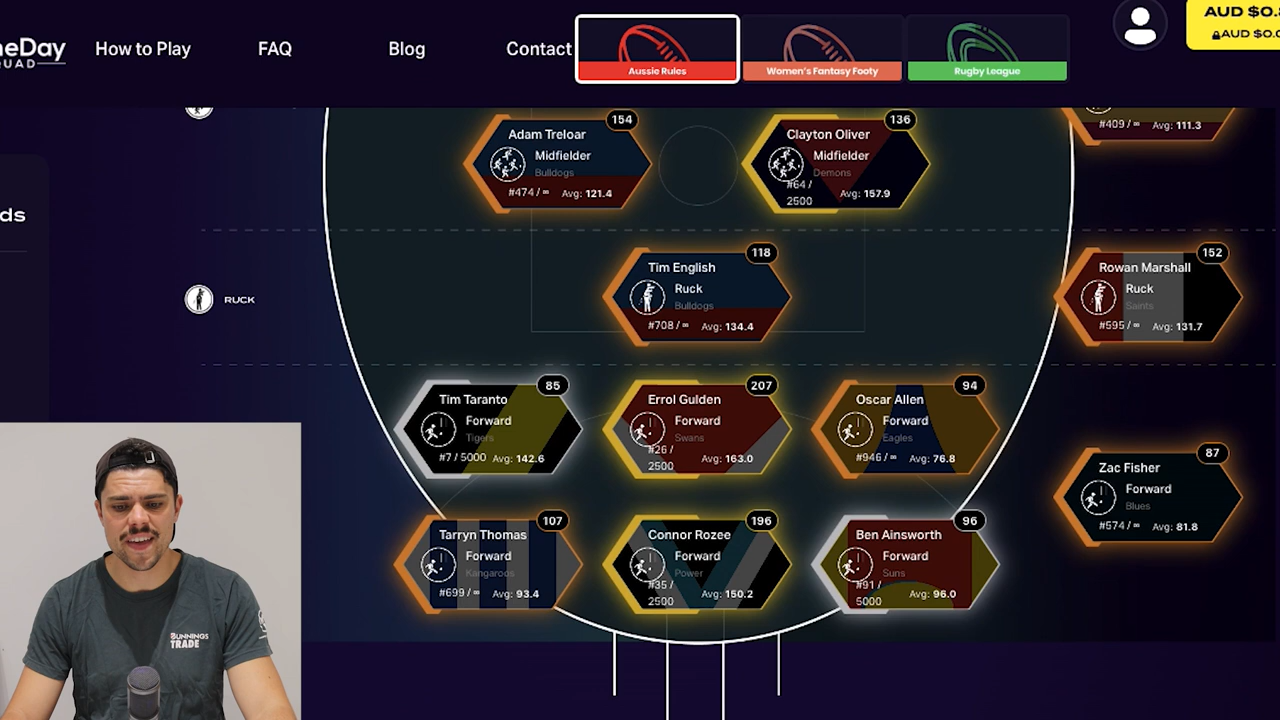 neDay
QUAD
How to Play
FAQ
Blog
Contact
Aussie Rules
Women's Fantasy Footy
Rugby League
AUD $0.
AUD $0.0
ds
RUCK
154
Adam Treloar
Midfielder
Bulldogs
#474 / ∞ Avg: 121.4
136
Clayton Oliver
Midfielder
Demons
#64 /
2500
Avg: 157.9
#409 / ∞ Avg: 111.3
118
Tim English
Ruck
Bulldogs
#708 / ∞ Avg: 134.4
152
Rowan Marshall
Ruck
Saints
#595 / ∞ Avg: 131.7
85
Tim Taranto
Forward
Tigers
#7 / 5000 Avg: 142.6
207
Errol Gulden
Forward
Swans
#26 /
2500
Avg: 163.0
94
Oscar Allen
Forward
Eagles
#946 / ∞ Avg: 76.8
87
Zac Fisher
Forward
Blues
#574 / ∞ Avg: 81.8
107
Tarryn Thomas
Forward
Kangaroos
#699 / ∞ Avg: 93.4
196
Connor Rozee
Forward
Power
#35 /
2500
Avg: 150.2
96
Ben Ainsworth
Forward
Suns
#91 /
5000
Avg: 96.0
BUNNINGS
TRADE